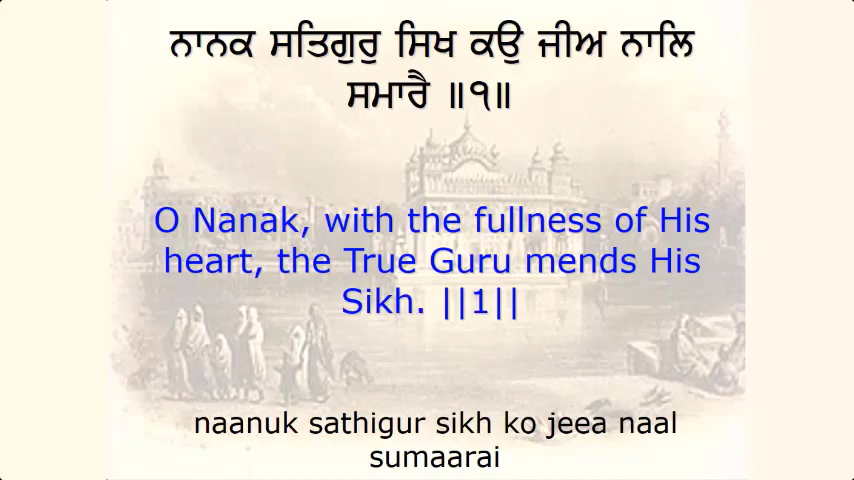 ਨਾਨਕ ਸਤਿਗੁਰੁ ਸਿਖ ਕਉ ਜੀਅ ਨਾਲਿ
ਸਮਾਰੈ ॥੧॥
O Nanak, with the fullness of His
heart, the True Guru mends His
Sikh. ||1||
naanuk sathigur sikh ko jeea naal
sumaarai